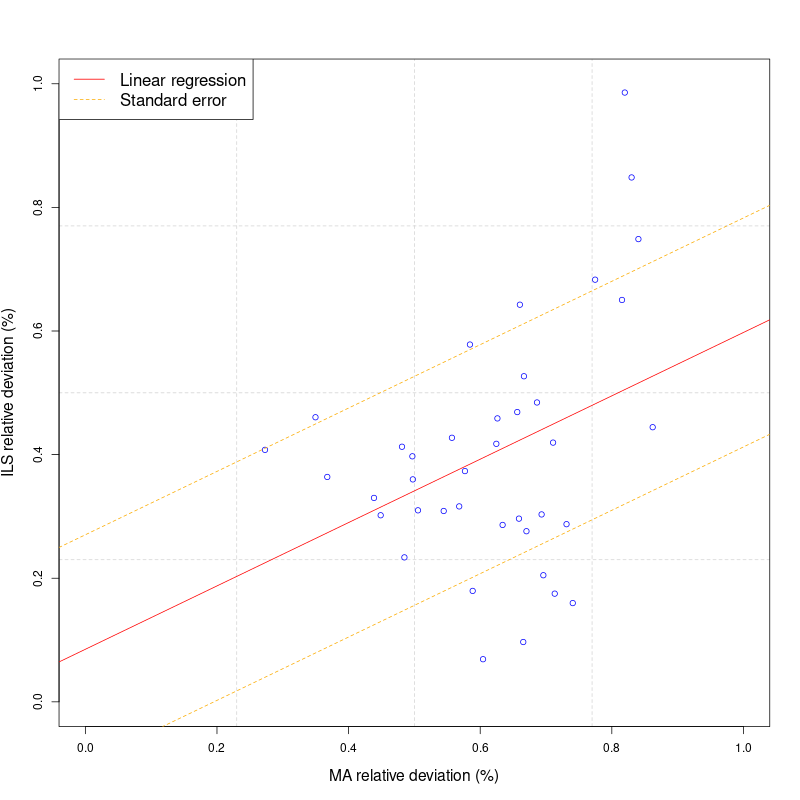 Linear regression
Standard error
ILS relative deviation (%)
1.0
0.8
0.6
0.4
0.2
0.0
0.0 0.2 0.4 0.6 0.8 1.0
MA relative deviation (%)